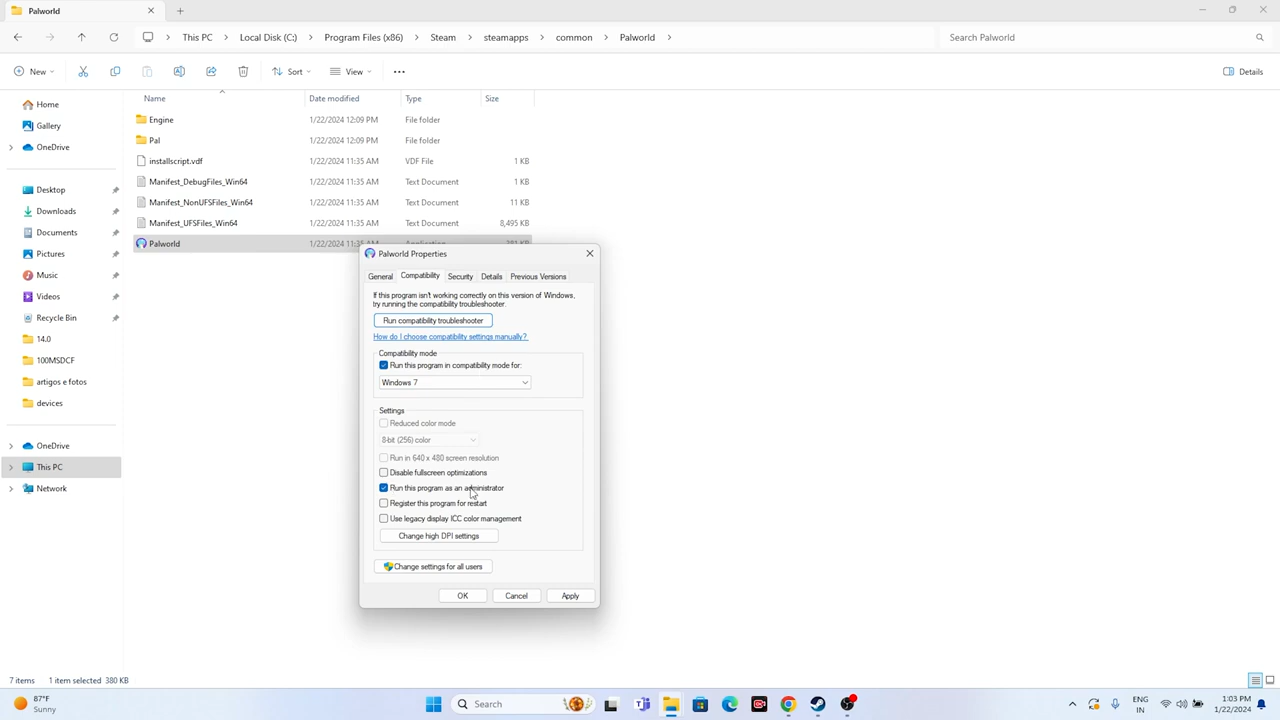 Palworld
This PC
Local Disk (C:)
Program Files (x86)
Steam
steamapps
common
Palworld
Search Palworld
New
Sort
View
Details
Name
Date modified
Type
Size
Home
Gallery
OneDrive
Desktop
Downloads
Documents
Pictures
Music
Videos
Recycle Bin
14.0
100MSDCF
artigos e fotos
devices
OneDrive
This PC
Network
Engine 1/22/2024 12:09 PM File folder
Pal 1/22/2024 12:09 PM File folder
installscript.vdf 1/22/2024 11:35 AM VDF File 1 KB
Manifest_DebugFiles_Win64 1/22/2024 11:35 AM Text Document 1 KB
Manifest_NonUFSFiles_Win64 1/22/2024 11:35 AM Text Document 11 KB
Manifest_UFSFiles_Win64 1/22/2024 11:35 AM Text Document 8,495 KB
Palworld 1/22/2024 11:35
Palworld Properties
General Compatibility Security Details Previous Versions
If this program isn't working correctly on this version of Windows,
try running the compatibility troubleshooter.
Run compatibility troubleshooter
How do I choose compatibility settings manually?
Compatibility mode
Run this program in compatibility mode for:
Windows 7
Settings
Reduced color mode
8-bit (256) color
Run in 640 x 480 screen resolution
Disable fullscreen optimizations
Run this program as an administrator
Register this program for restart
Use legacy display ICC color management
Change high DPI settings
Change settings for all users
OK Cancel Apply
7 items 1 item selected 380 KB
87°F
Sunny
Search
ENG
IN
1:03 PM
1/22/2024